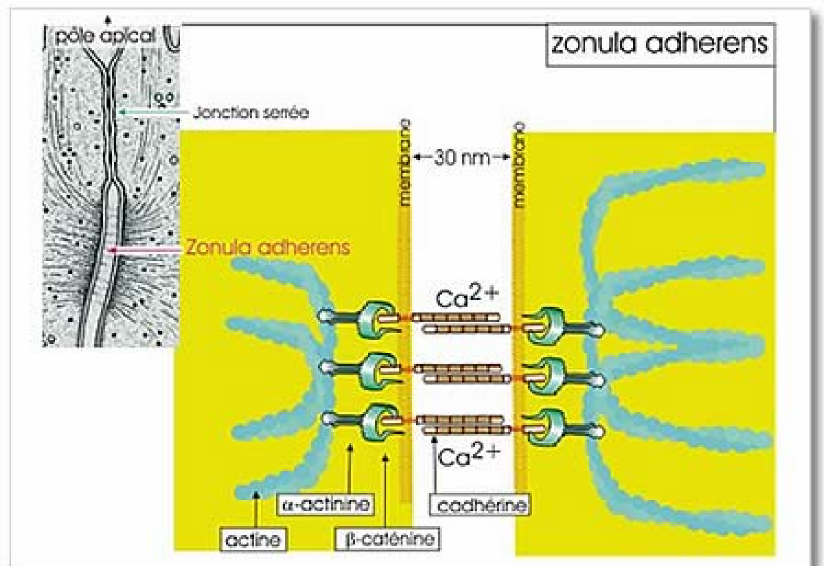 pôle apical
zonula adherens
Jonction serrée
membrane
30 nm
membrane
Zonula adherens
Ca2+
Ca2+
α-actinine
cadhérine
actine
β-caténine